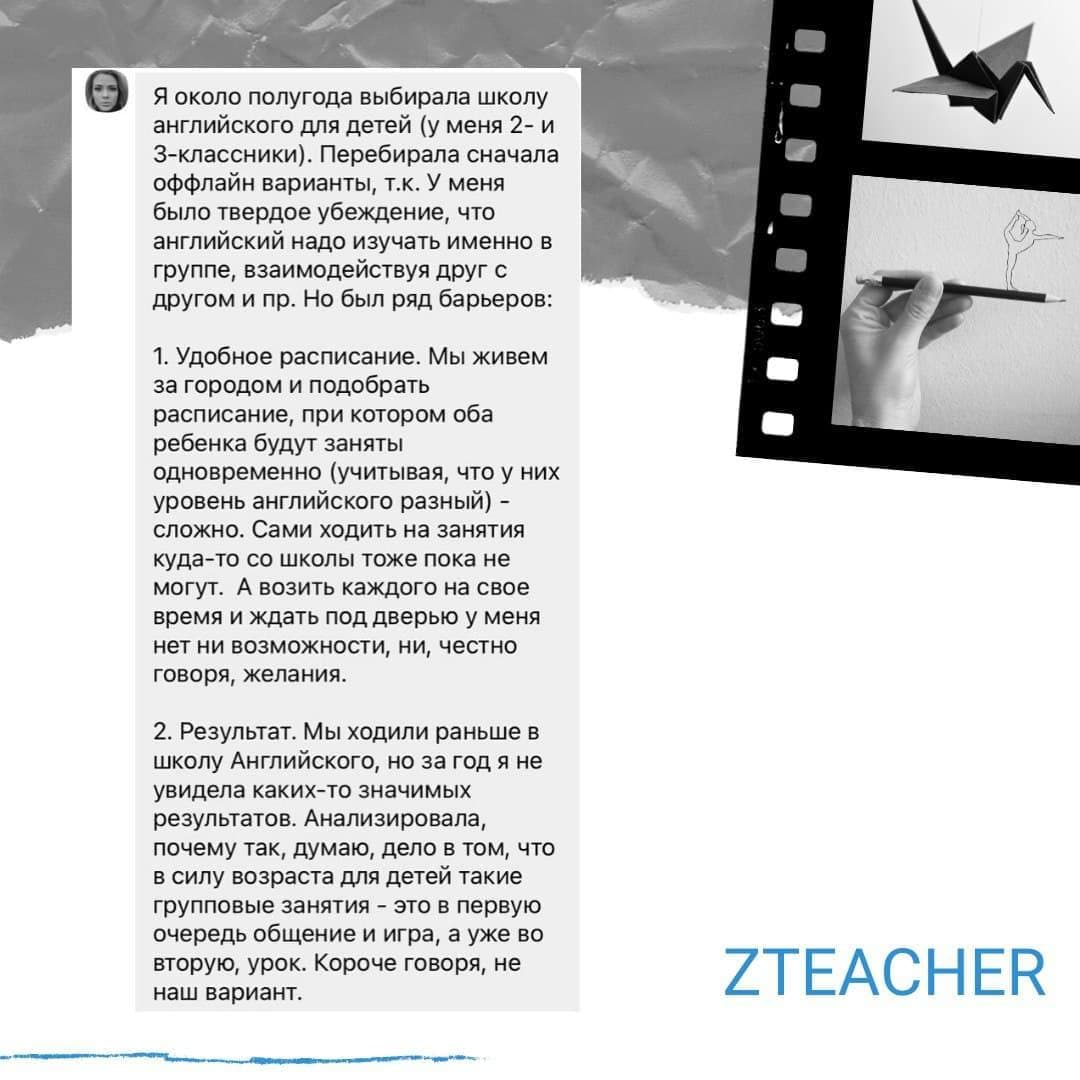 Я около полугода выбирала школу
английского для детей (у меня 2- и
3-классники). Перебирала сначала
оффлайн варианты, т.к. У меня
было твердое убеждение, что
английский надо изучать именно в
группе, взаимодействуя друг с
другом и пр. Но был ряд барьеров:
1. Удобное расписание. Мы живем
за городом и подобрать
расписание, при котором оба
ребенка будут заняты
одновременно (учитывая, что у них
уровень английского разный) -
сложно. Сами ходить на занятия
куда-то со школы тоже пока не
могут. А возить каждого на свое
время и ждать под дверью у меня
нет ни возможности, ни, честно
говоря, желания.
2. Результат. Мы ходили раньше в
школу Английского, но за год я не
увидела каких-то значимых
результатов. Анализировала,
почему так, думаю, дело в том, что
в силу возраста для детей такие
групповые занятия - это в первую
очередь общение и игра, а уже во
вторую, урок. Короче говоря, не
наш вариант.
ZTEACHER